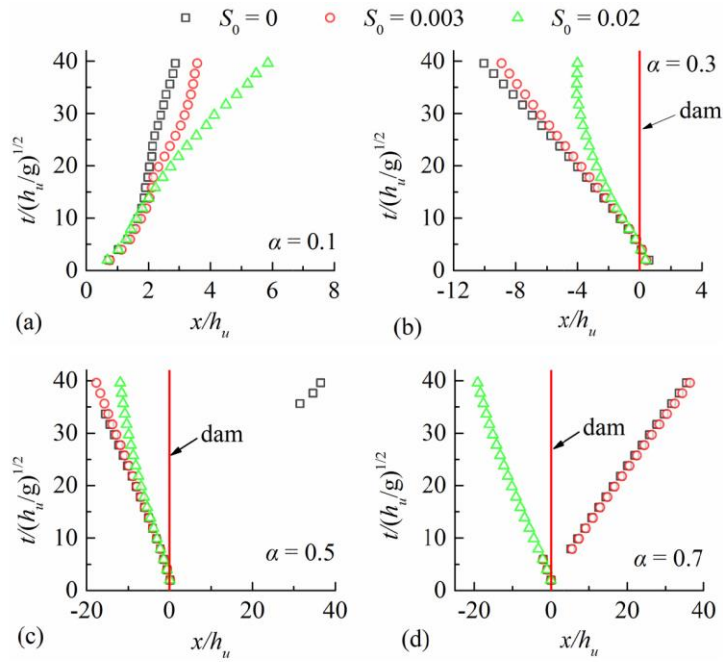 S₀ = 0 S₀ = 0.003 S₀ = 0.02
t/(hᵤ/g)^1/2
40
30
20
10
0
α = 0.1
0 2 4 6 8
(a)
x/hᵤ
t/(hᵤ/g)^1/2
40
30
20
10
0
α = 0.3
dam
-12 -8 -4 0 4
(b)
x/hᵤ
t/(hᵤ/g)^1/2
40
30
20
10
0
dam
α = 0.5
-20 0 20 40
(c)
x/hᵤ
t/(hᵤ/g)^1/2
40
30
20
10
0
dam
α = 0.7
-20 0 20 40
(d)
x/hᵤ